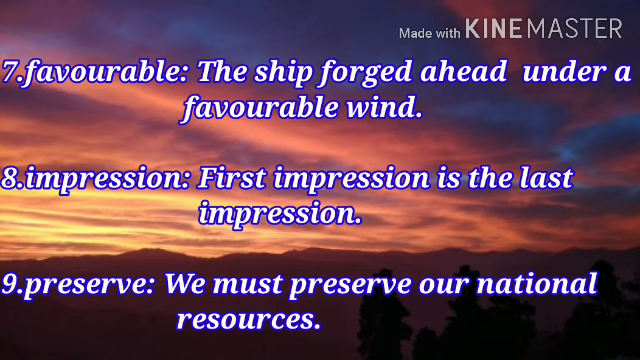 Made with KINEMASTER
7.favourable: The ship forged ahead under a
favourable wind.
8.impression: First impression is the last
impression.
9.preserve: We must preserve our national
resources.